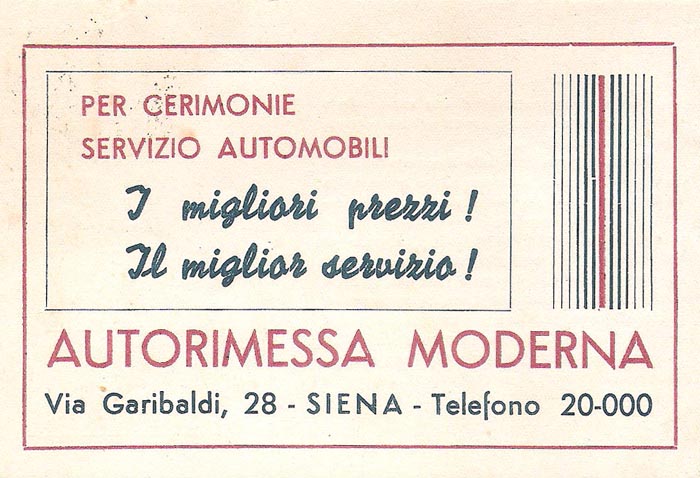 PER CERIMONIE
SERVIZIO AUTOMOBILI
I migliori prezzi !
Il miglior servizio !
AUTORIMESSA MODERNA
Via Garibaldi, 28 - SIENA - Telefono 20-000